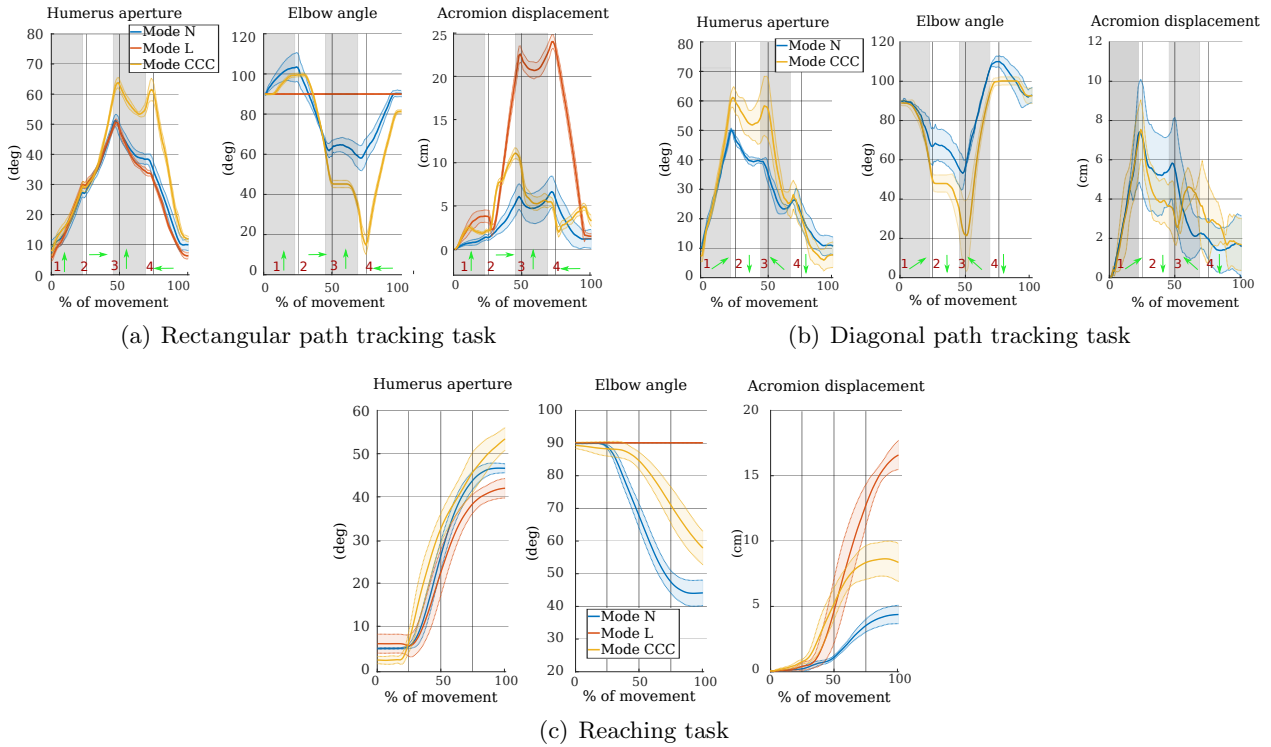 Humerus aperture
Elbow angle
Acromion displacement
Mode N
Mode L
Mode CCC
80
70
60
50
40
30
20
10
0
(deg)
1 2 3 4
0 50 100
% of movement
120
100
80
60
40
20
0
(deg)
1 2 3 4
0 50 100
% of movement
25
20
15
10
5
0
(cm)
1 2 3 4
0 50 100
% of movement
(a) Rectangular path tracking task
Humerus aperture
Elbow angle
Acromion displacement
Mode N
Mode CCC
80
70
60
50
40
30
20
10
0
(deg)
1 2 3 4
0 50 100
% of movement
120
100
80
60
40
20
0
(deg)
1 2 3 4
0 50 100
% of movement
12
10
8
6
4
2
0
(cm)
1 2 3 4
0 50 100
% of movement
(b) Diagonal path tracking task
Humerus aperture
Elbow angle
Acromion displacement
60
50
40
30
20
10
0
(deg)
0 50 100
% of movement
100
90
80
70
60
50
40
30
20
(deg)
Mode N
Mode L
Mode CCC
0 50 100
% of movement
20
15
10
5
0
(cm)
0 50 100
% of movement
(c) Reaching task